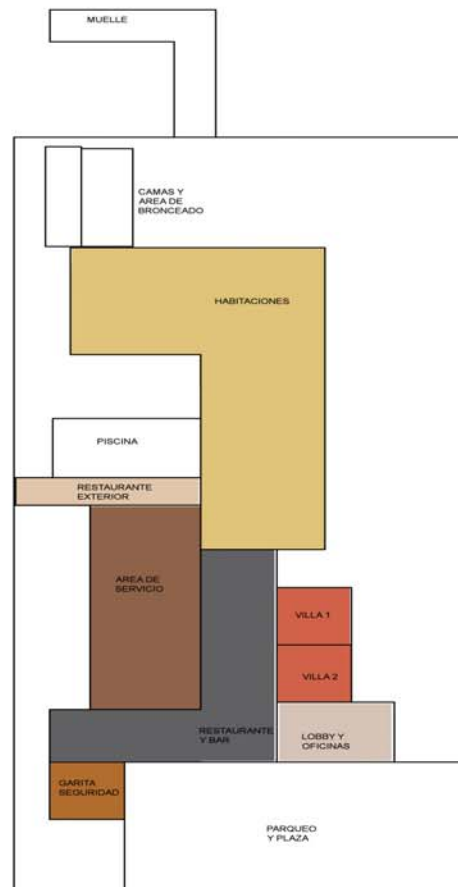 MUELLE
CAMAS Y
AREA DE
BRONCEADO
HABITACIONES
PISCINA
RESTAURANTE
EXTERIOR
AREA DE
SERVICIO
VILLA 1
VILLA 2
RESTAURANTE
Y BAR
LOBBY Y
OFICINAS
GARITA
SEGURIDAD
PARQUEO
Y PLAZA